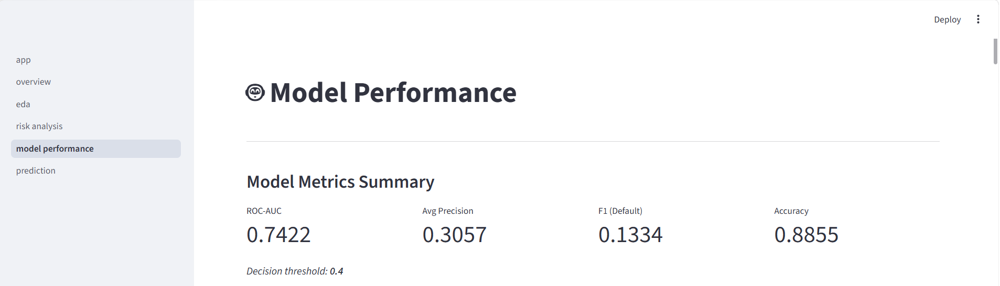 Deploy
app
overview
eda
risk analysis
model performance
prediction
Model Performance
Model Metrics Summary
ROC-AUC
0.7422
Avg Precision
0.3057
F1 (Default)
0.1334
Accuracy
0.8855
Decision threshold: 0.4